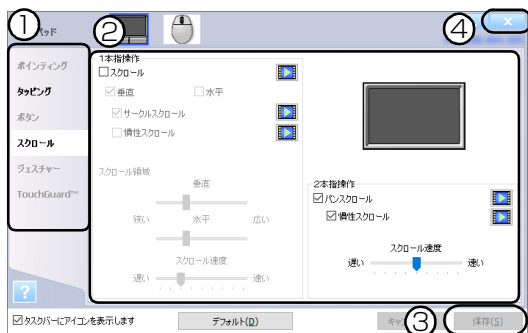 ①
②
④
パッド
×
ポインティング
タッピング
ボタン
スクロール
ジェスチャー
TouchGuard™
1本指操作
スクロール
垂直
水平
サークルスクロール
慣性スクロール
スクロール領域
垂直
狭い
水平
広い
スクロール速度
遅い
速い
2本指操作
パンスクロール
慣性スクロール
スクロール速度
遅い
速い
?
タスクバーにアイコンを表示します
デフォルト(D)
キャ
③
保存(S)